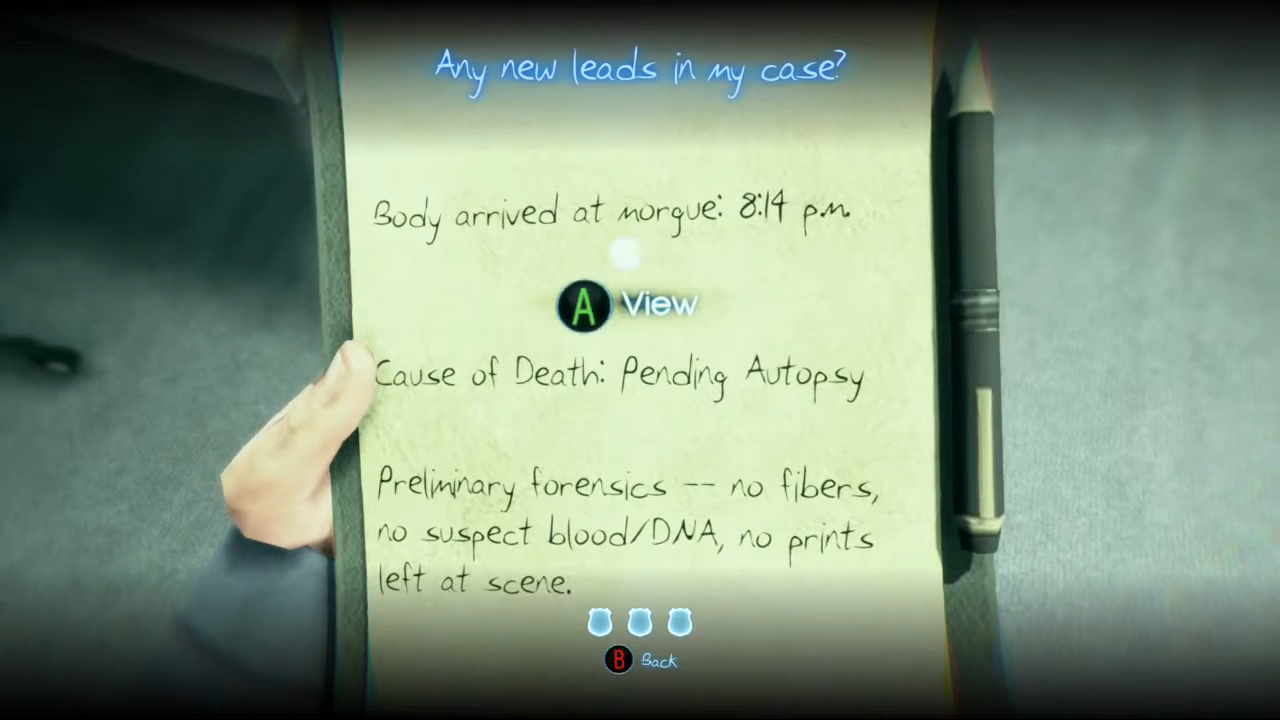 Any new leads in my case?
Body arrived at morgue: 8:14 p.m.
A View
Cause of Death: Pending Autopsy
Preliminary forensics -- no fibers,
no suspect blood/DNA, no prints
left at scene.
B Back